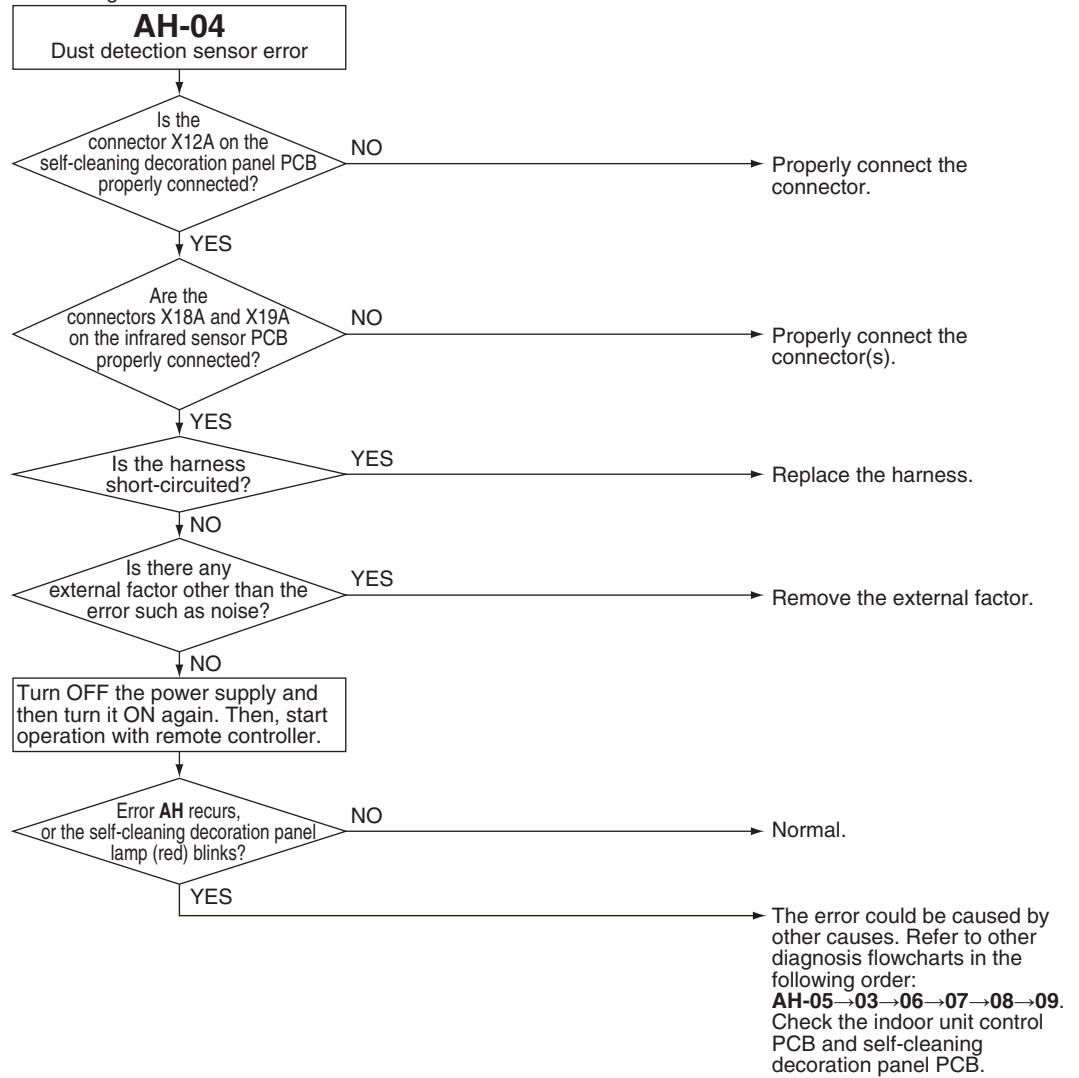 AH-04
Dust detection sensor error
Is the
connector X12A on the
self-cleaning decoration panel PCB
properly connected?
NO
Properly connect the
connector.
YES
Are the
connectors X18A and X19A
on the infrared sensor PCB
properly connected?
NO
Properly connect the
connector(s).
YES
Is the harness
short-circuited?
YES
Replace the harness.
NO
Is there any
external factor other than the
error such as noise?
YES
Remove the external factor.
NO
Turn OFF the power supply and
then turn it ON again. Then, start
operation with remote controller.
Error AH recurs,
or the self-cleaning decoration panel
lamp (red) blinks?
NO
Normal.
YES
The error could be caused by
other causes. Refer to other
diagnosis flowcharts in the
following order:
AH-05→03→06→07→08→09.
Check the indoor unit control
PCB and self-cleaning
decoration panel PCB.